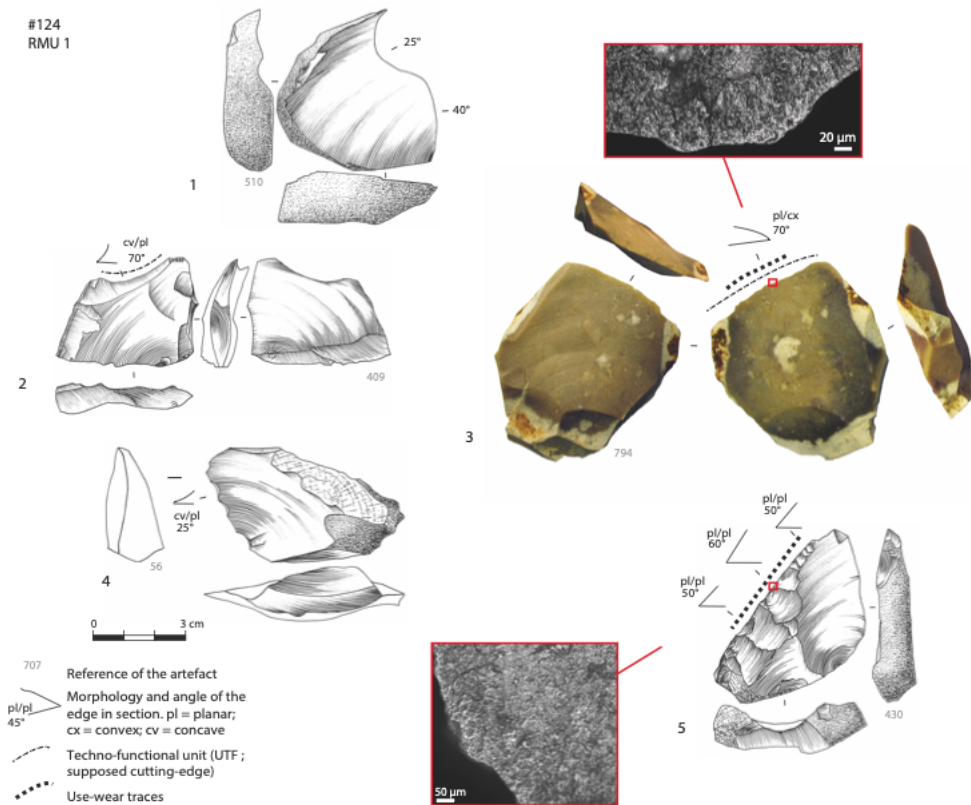 #124
RMU 1
25°
40°
1
510
20 µm
pl/cx
70°
cv/pl
70°
2
409
3
794
cv/pl
25°
4
56
pl/pl
50°
pl/pl
60°
pl/pl
50°
5
430
0
3 cm
707
Reference of the artefact
pl/pl
45°
Morphology and angle of the
edge in section. pl = planar;
cx = convex; cv = concave
Techno-functional unit (UTF ;
supposed cutting-edge)
Use-wear traces
50 µm